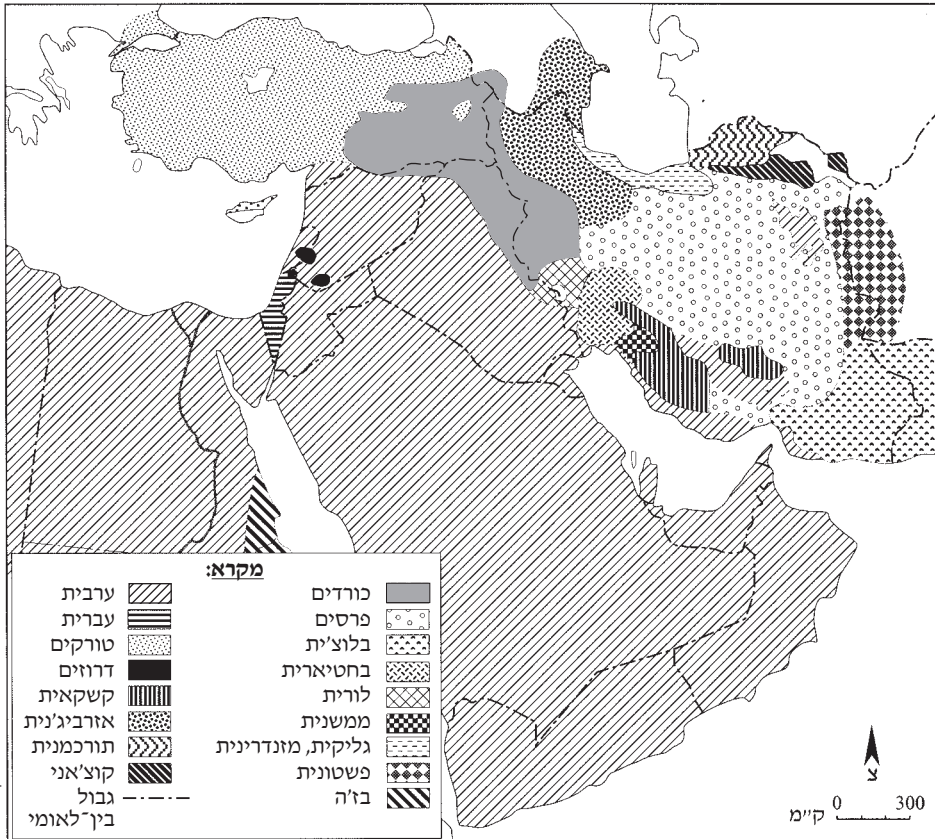 מקרא:
כורדים
פרסים
בלוצ'ית
בחטיארית
לורית
ממשנית
גליקית, מזנדרינית
פשטונית
בז'ה
ערבית
עברית
טורקים
דרוזים
קשקאית
אזרביג'נית
תורכמנית
קוצ'אני
גבול
בין־לאומי
צ
0 300 ק"מ